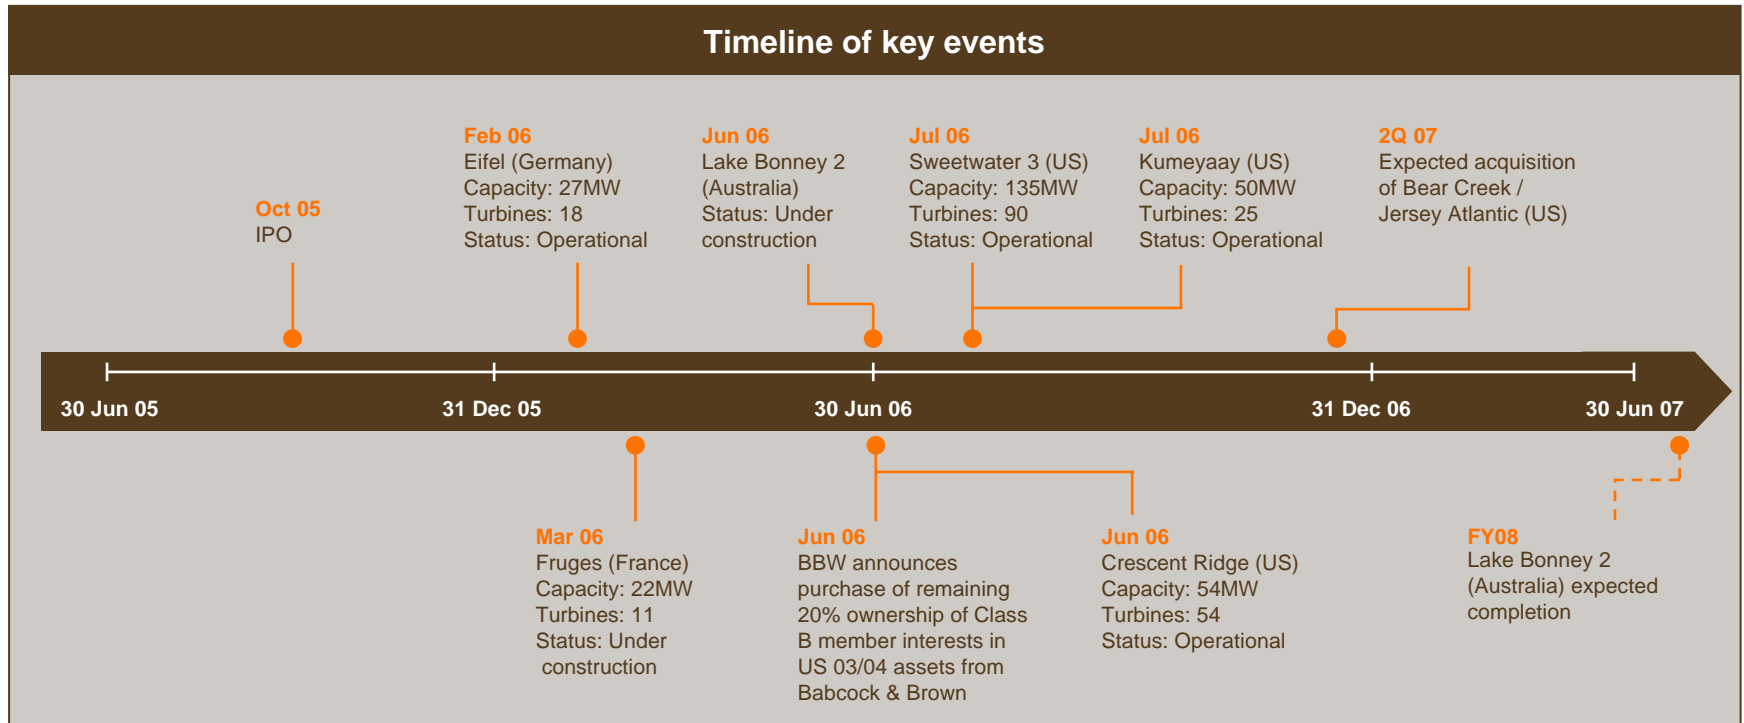 Timeline of key events
Oct 05
IPO
Feb 06
Eifel (Germany)
Capacity: 27MW
Turbines: 18
Status: Operational
Jun 06
Lake Bonney 2
(Australia)
Status: Under
construction
Jul 06
Sweetwater 3 (US)
Capacity: 135MW
Turbines: 90
Status: Operational
Jul 06
Kumeyaay (US)
Capacity: 50MW
Turbines: 25
Status: Operational
2Q 07
Expected acquisition
of Bear Creek /
Jersey Atlantic (US)
30 Jun 05
31 Dec 05
30 Jun 06
31 Dec 06
30 Jun 07
Mar 06
Fruges (France)
Capacity: 22MW
Turbines: 11
Status: Under
construction
Jun 06
BBW announces
purchase of remaining
20% ownership of Class
B member interests in
US 03/04 assets from
Babcock & Brown
Jun 06
Crescent Ridge (US)
Capacity: 54MW
Turbines: 54
Status: Operational
FY08
Lake Bonney 2
(Australia) expected
completion